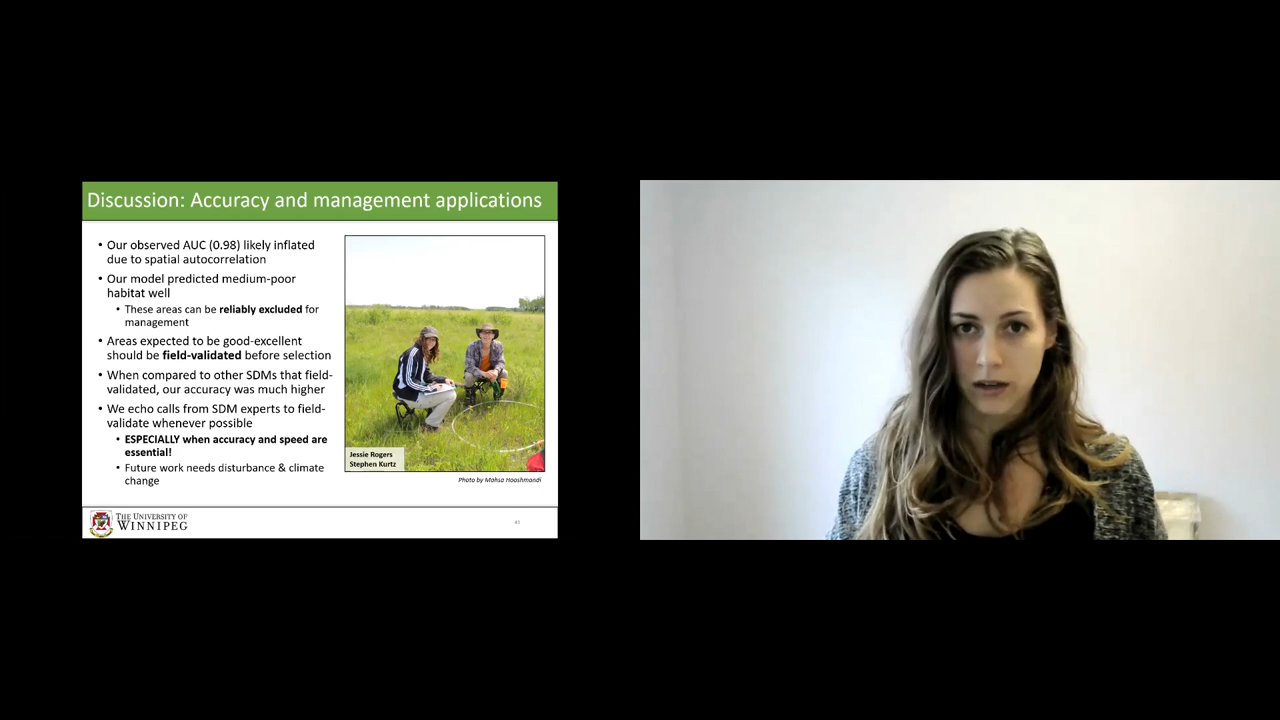 Discussion: Accuracy and management applications
• Our observed AUC (0.98) likely inflated
due to spatial autocorrelation
• Our model predicted medium-poor
habitat well
• These areas can be reliably excluded for
management
• Areas expected to be good-excellent
should be field-validated before selection
• When compared to other SDMs that field-
validated, our accuracy was much higher
• We echo calls from SDM experts to field-
validate whenever possible
• ESPECIALLY when accuracy and speed are
essential!
• Future work needs disturbance & climate
change
Jessie Rogers
Stephen Kurtz
Photo by Mahsa Hooshmandi
THE UNIVERSITY OF
WINNIPEG
41